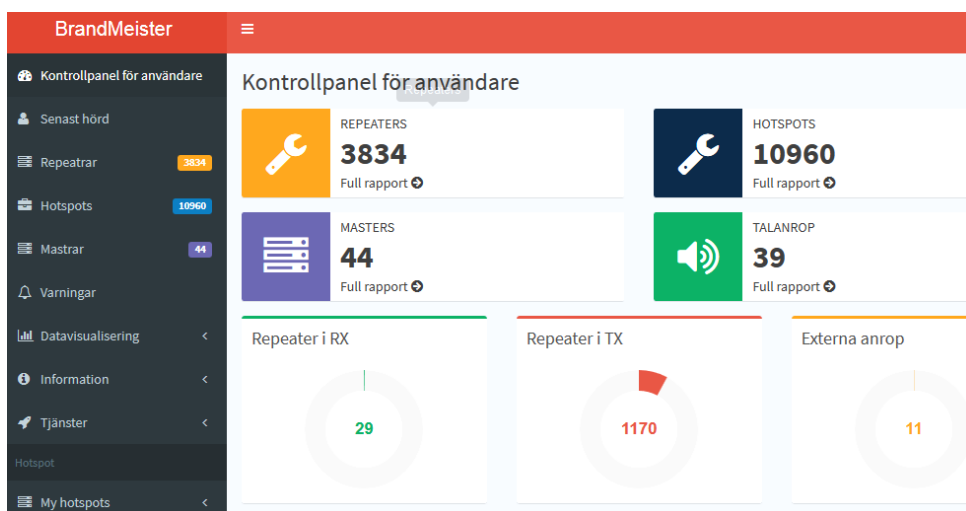 BrandMeister
Kontrollpanel för användare
Senast hörd
Repeatrar 3834
Hotspots 10960
Mastrar 44
Varningar
Datavisualisering
Information
Tjänster
Hotspot
My hotspots
Kontrollpanel för användare
Repeaters
REPEATERS
3834
Full rapport
HOTSPOTS
10960
Full rapport
MASTERS
44
Full rapport
TALANROP
39
Full rapport
Repeater i RX
29
Repeater i TX
1170
Externa anrop
11